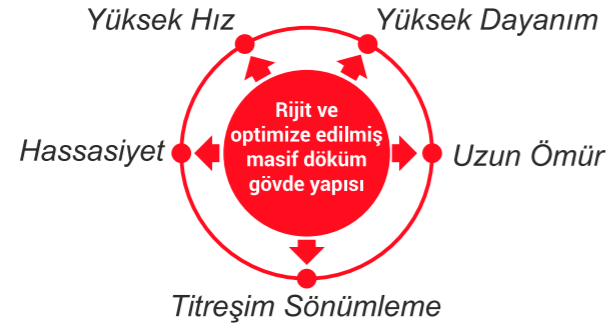 Yüksek Hız
Yüksek Dayanım
Rijit ve
optimize edilmiş
masif döküm
gövde yapısı
Hassasiyet
Uzun Ömür
Titreşim Sönümleme